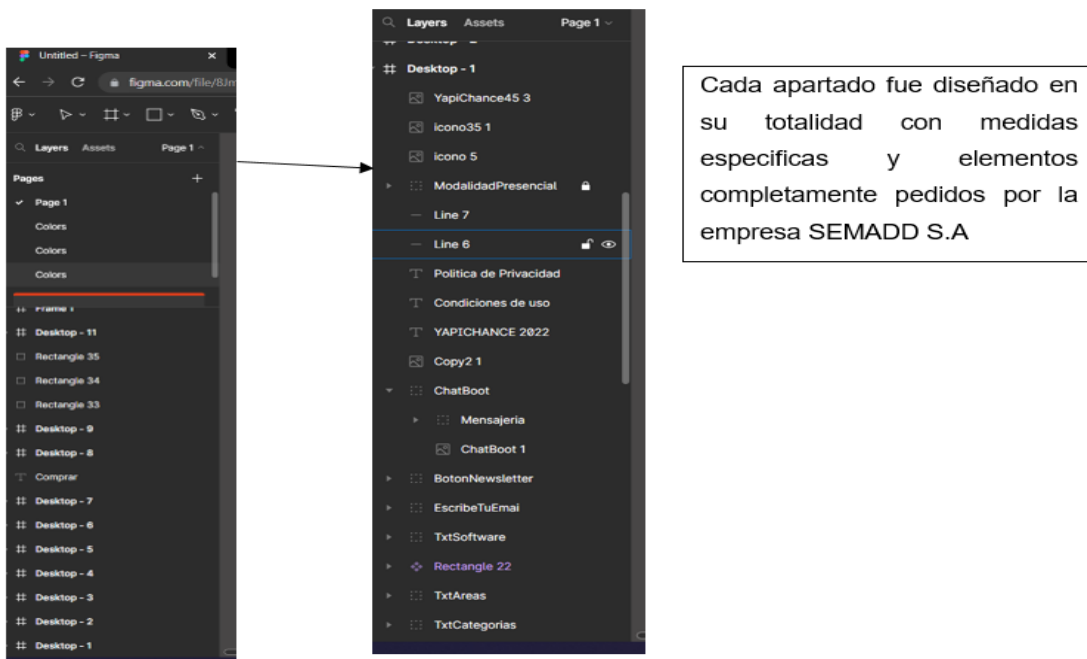 Untitled – Figma
figma.com/file/8Jm
Layers Assets Page 1
Pages
Page 1
Colors
Colors
Colors
Frame 1
Desktop - 11
Rectangle 35
Rectangle 34
Rectangle 33
Desktop - 9
Desktop - 8
Comprar
Desktop - 7
Desktop - 6
Desktop - 5
Desktop - 4
Desktop - 3
Desktop - 2
Desktop - 1
Layers Assets Page 1
Desktop - 2
Desktop - 1
YapiChance45 3
icono35 1
icono 5
ModalidadPresencial
Line 7
Line 6
Politica de Privacidad
Condiciones de uso
YAPICHANCE 2022
Copy2 1
ChatBoot
Mensajeria
ChatBoot 1
BotonNewsletter
EscribeTuEmai
TxtSoftware
Rectangle 22
TxtAreas
TxtCategorias
Cada apartado fue diseñado en
su totalidad con medidas
especificas y elementos
completamente pedidos por la
empresa SEMADD S.A